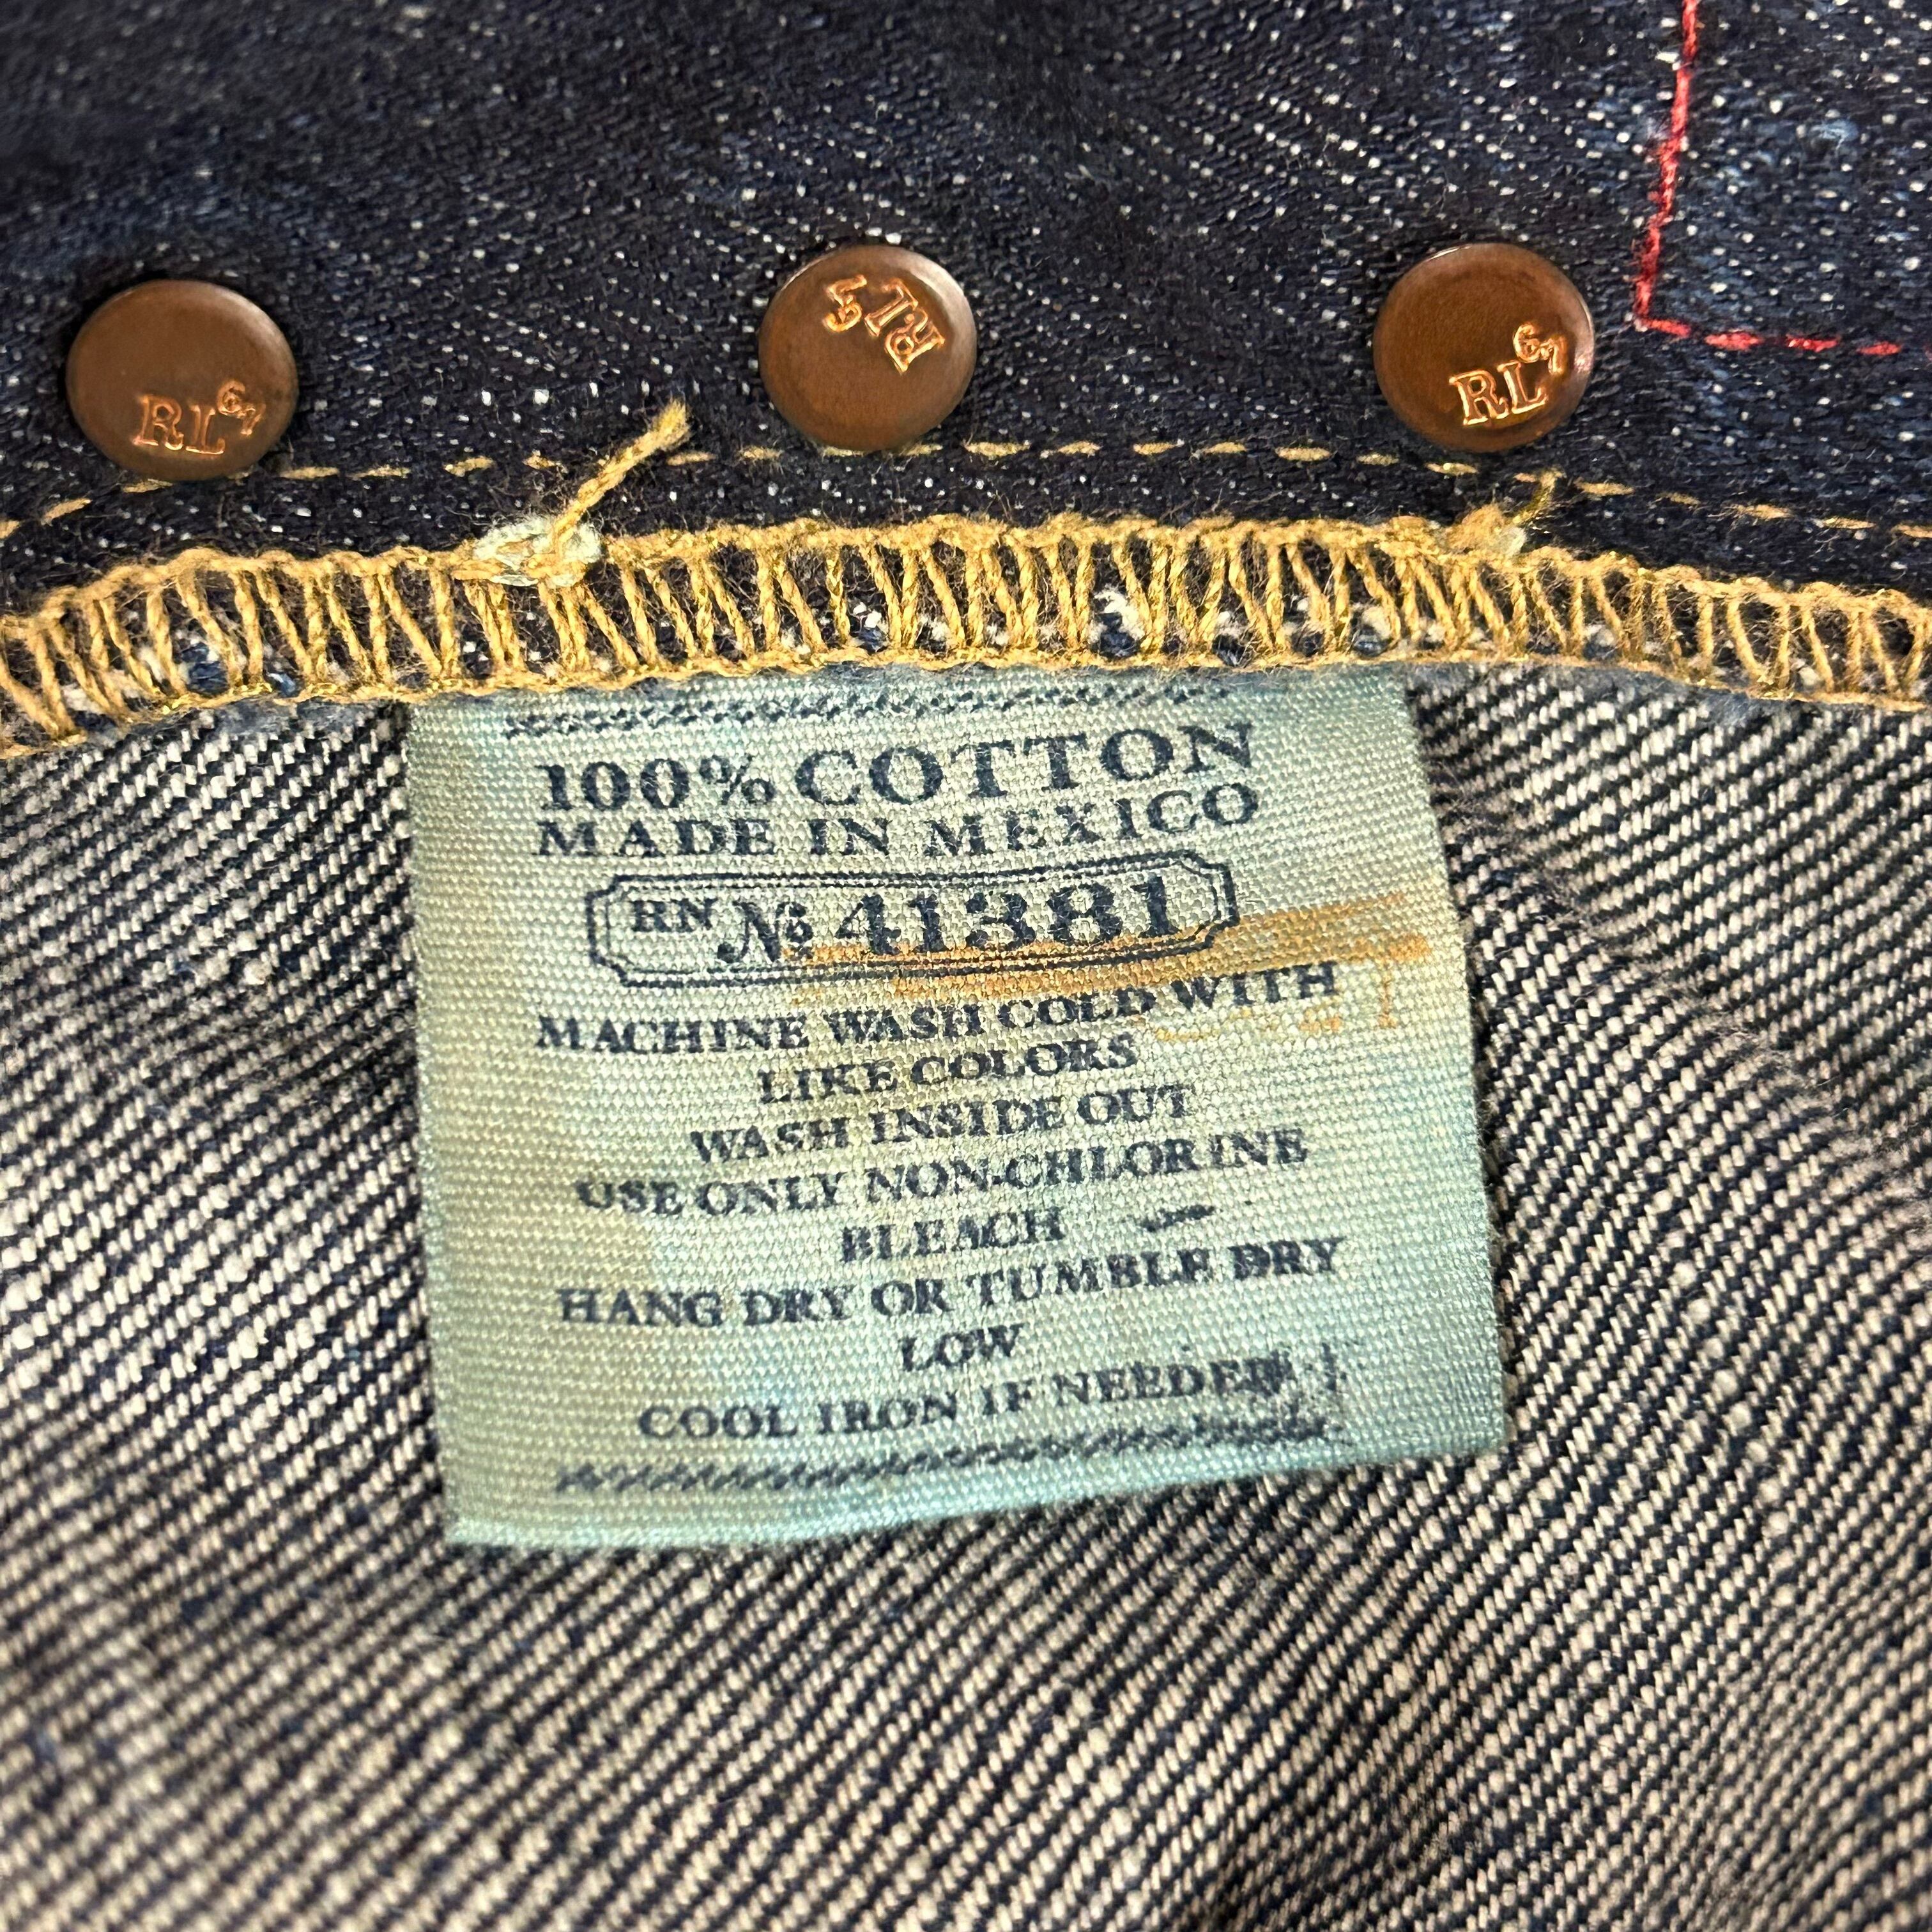 RL67
RL67
RL67
100% COTTON
MADE IN MEXICO
RN № 41381
MACHINE WASH COLD WITH
LIKE COLORS
WASH INSIDE OUT
USE ONLY NON-CHLORINE
BLEACH
HANG DRY OR TUMBLE DRY
LOW
COOL IRON IF NEEDED